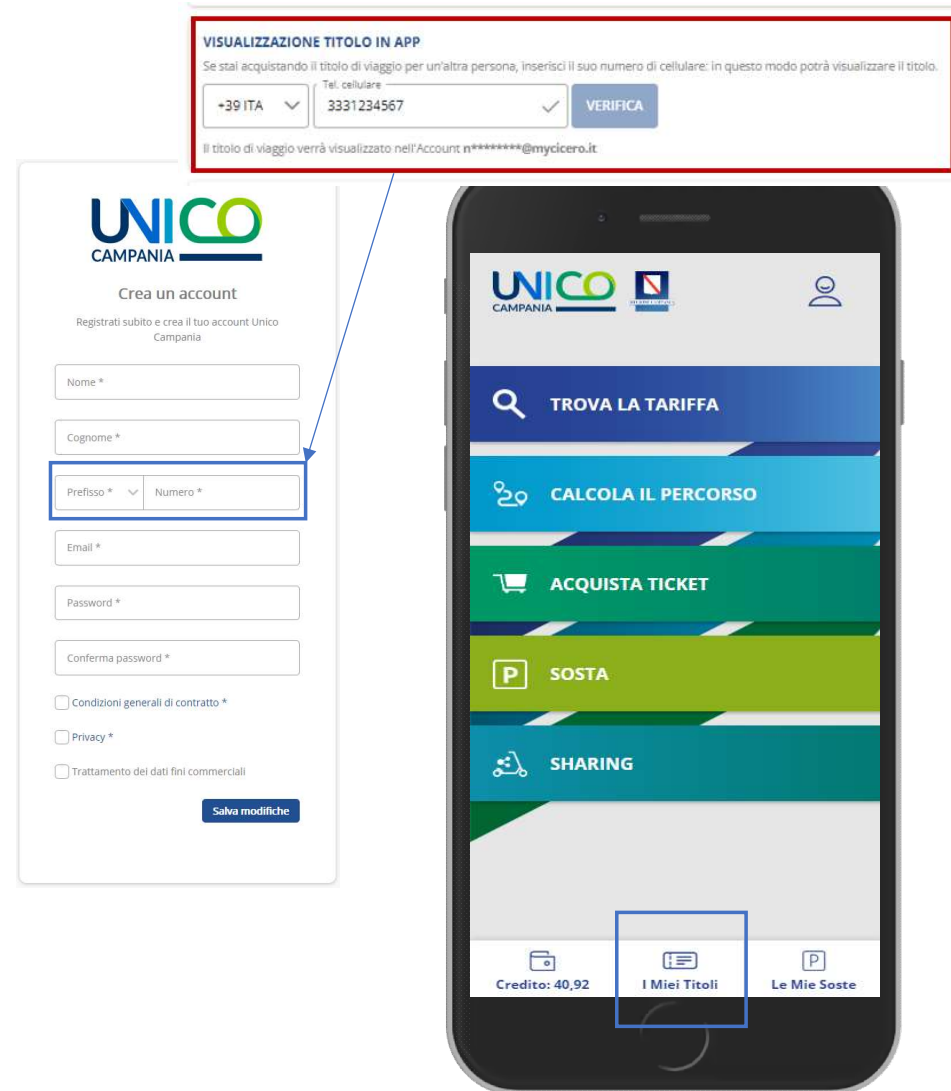 VISUALIZZAZIONE TITOLO IN APP
Se stai acquistando il titolo di viaggio per un'altra persona, inserisci il suo numero di cellulare: in questo modo potrà visualizzare il titolo.
Tel. cellulare
+39 ITA
3331234567
VERIFICA
Il titolo di viaggio verrà visualizzato nell'Account n********@mycicero.it
UNICO
CAMPANIA
Crea un account
Registrati subito e crea il tuo account Unico
Campania
Nome *
Cognome *
Prefisso *
Numero *
Email *
Password *
Conferma password *
Condizioni generali di contratto *
Privacy *
Trattamento dei dati fini commerciali
Salva modifiche
UNICO
CAMPANIA
TROVA LA TARIFFA
CALCOLA IL PERCORSO
ACQUISTA TICKET
P
SOSTA
SHARING
Credito: 40,92
I Miei Titoli
P
Le Mie Soste